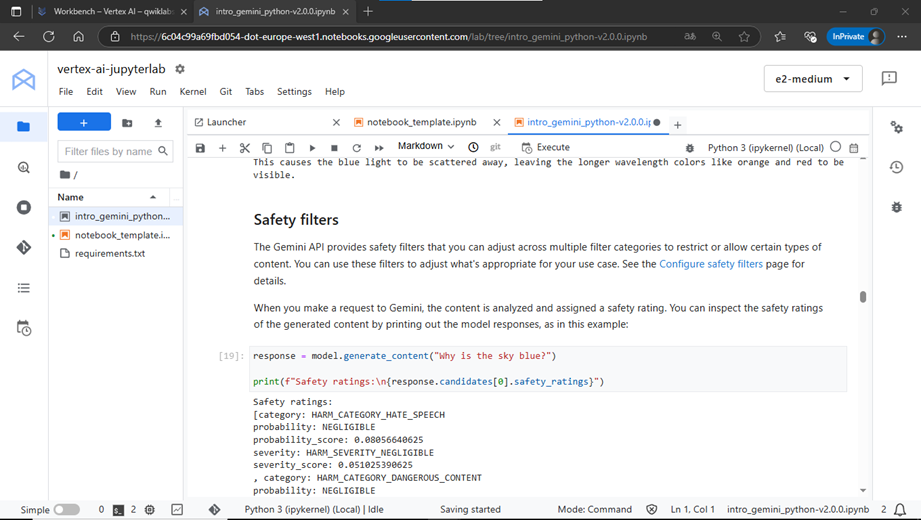 Workbench – Vertex AI – qwiklabs
intro_gemini_python-v2.0.0.ipynb
https://6c04c99a69fbd054-dot-europe-west1.notebooks.googleusercontent.com/lab/tree/intro_gemini_python-v2.0.0.ipynb
InPrivate
vertex-ai-jupyterlab
e2-medium
File Edit View Run Kernel Git Tabs Settings Help
Launcher
notebook_template.ipynb
intro_gemini_python-v2.0.0.i
Filter files by name
Markdown
git
Execute
Python 3 (ipykernel) (Local)
/
Name
intro_gemini_python...
notebook_template.i...
requirements.txt
This causes the blue light to be scattered away, leaving the longer wavelength colors like orange and red to be
visible.
Safety filters
The Gemini API provides safety filters that you can adjust across multiple filter categories to restrict or allow certain types of
content. You can use these filters to adjust what's appropriate for your use case. See the Configure safety filters page for
details.
When you make a request to Gemini, the content is analyzed and assigned a safety rating. You can inspect the safety ratings
of the generated content by printing out the model responses, as in this example:
[19]:
response = model.generate_content("Why is the sky blue?")
print(f"Safety ratings:\n{response.candidates[0].safety_ratings}")
Safety ratings:
[category: HARM_CATEGORY_HATE_SPEECH
probability: NEGLIGIBLE
probability_score: 0.08056640625
severity: HARM_SEVERITY_NEGLIGIBLE
severity_score: 0.051025390625
, category: HARM_CATEGORY_DANGEROUS_CONTENT
probability: NEGLIGIBLE
Simple
0
2
Python 3 (ipykernel) (Local) | Idle
Saving started
Mode: Command
Ln 1, Col 1
intro_gemini_python-v2.0.0.ipynb
2